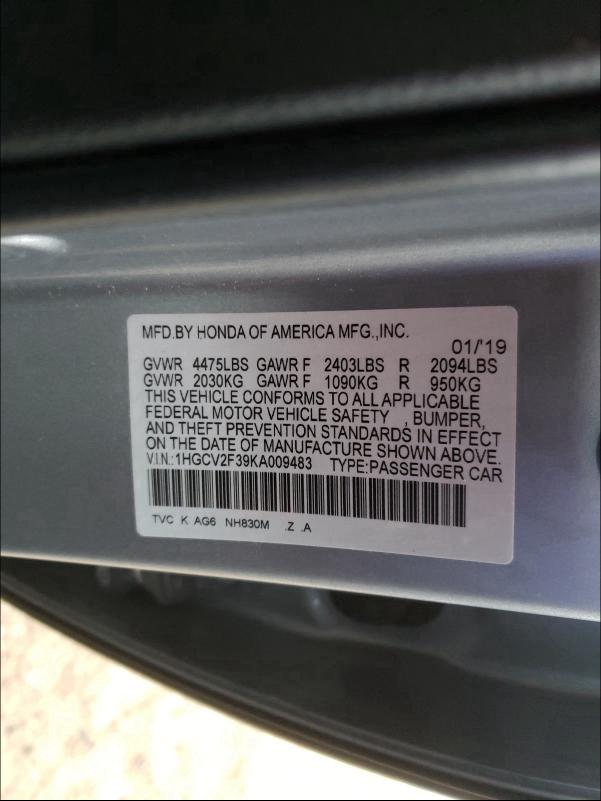 MFD.BY HONDA OF AMERICA MFG.,INC.
01/'19
GVWR 4475LBS GAWR F 2403LBS R 2094LBS
GVWR 2030KG GAWR F 1090KG R 950KG
THIS VEHICLE CONFORMS TO ALL APPLICABLE
FEDERAL MOTOR VEHICLE SAFETY , BUMPER,
AND THEFT PREVENTION STANDARDS IN EFFECT
ON THE DATE OF MANUFACTURE SHOWN ABOVE.
V.I.N.:1HGCV2F39KA009483 TYPE:PASSENGER CAR
TVC K AG6 NH830M .Z .A